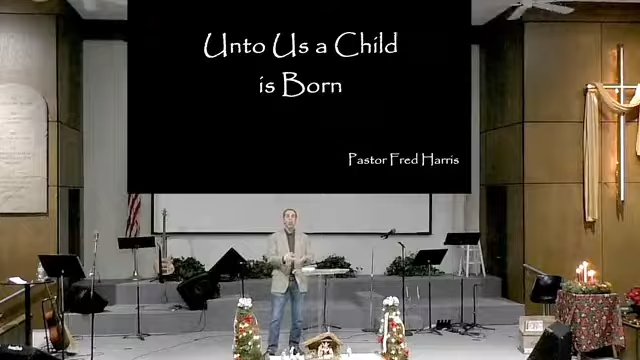 Unto Us a Child
is Born
Pastor Fred Harris